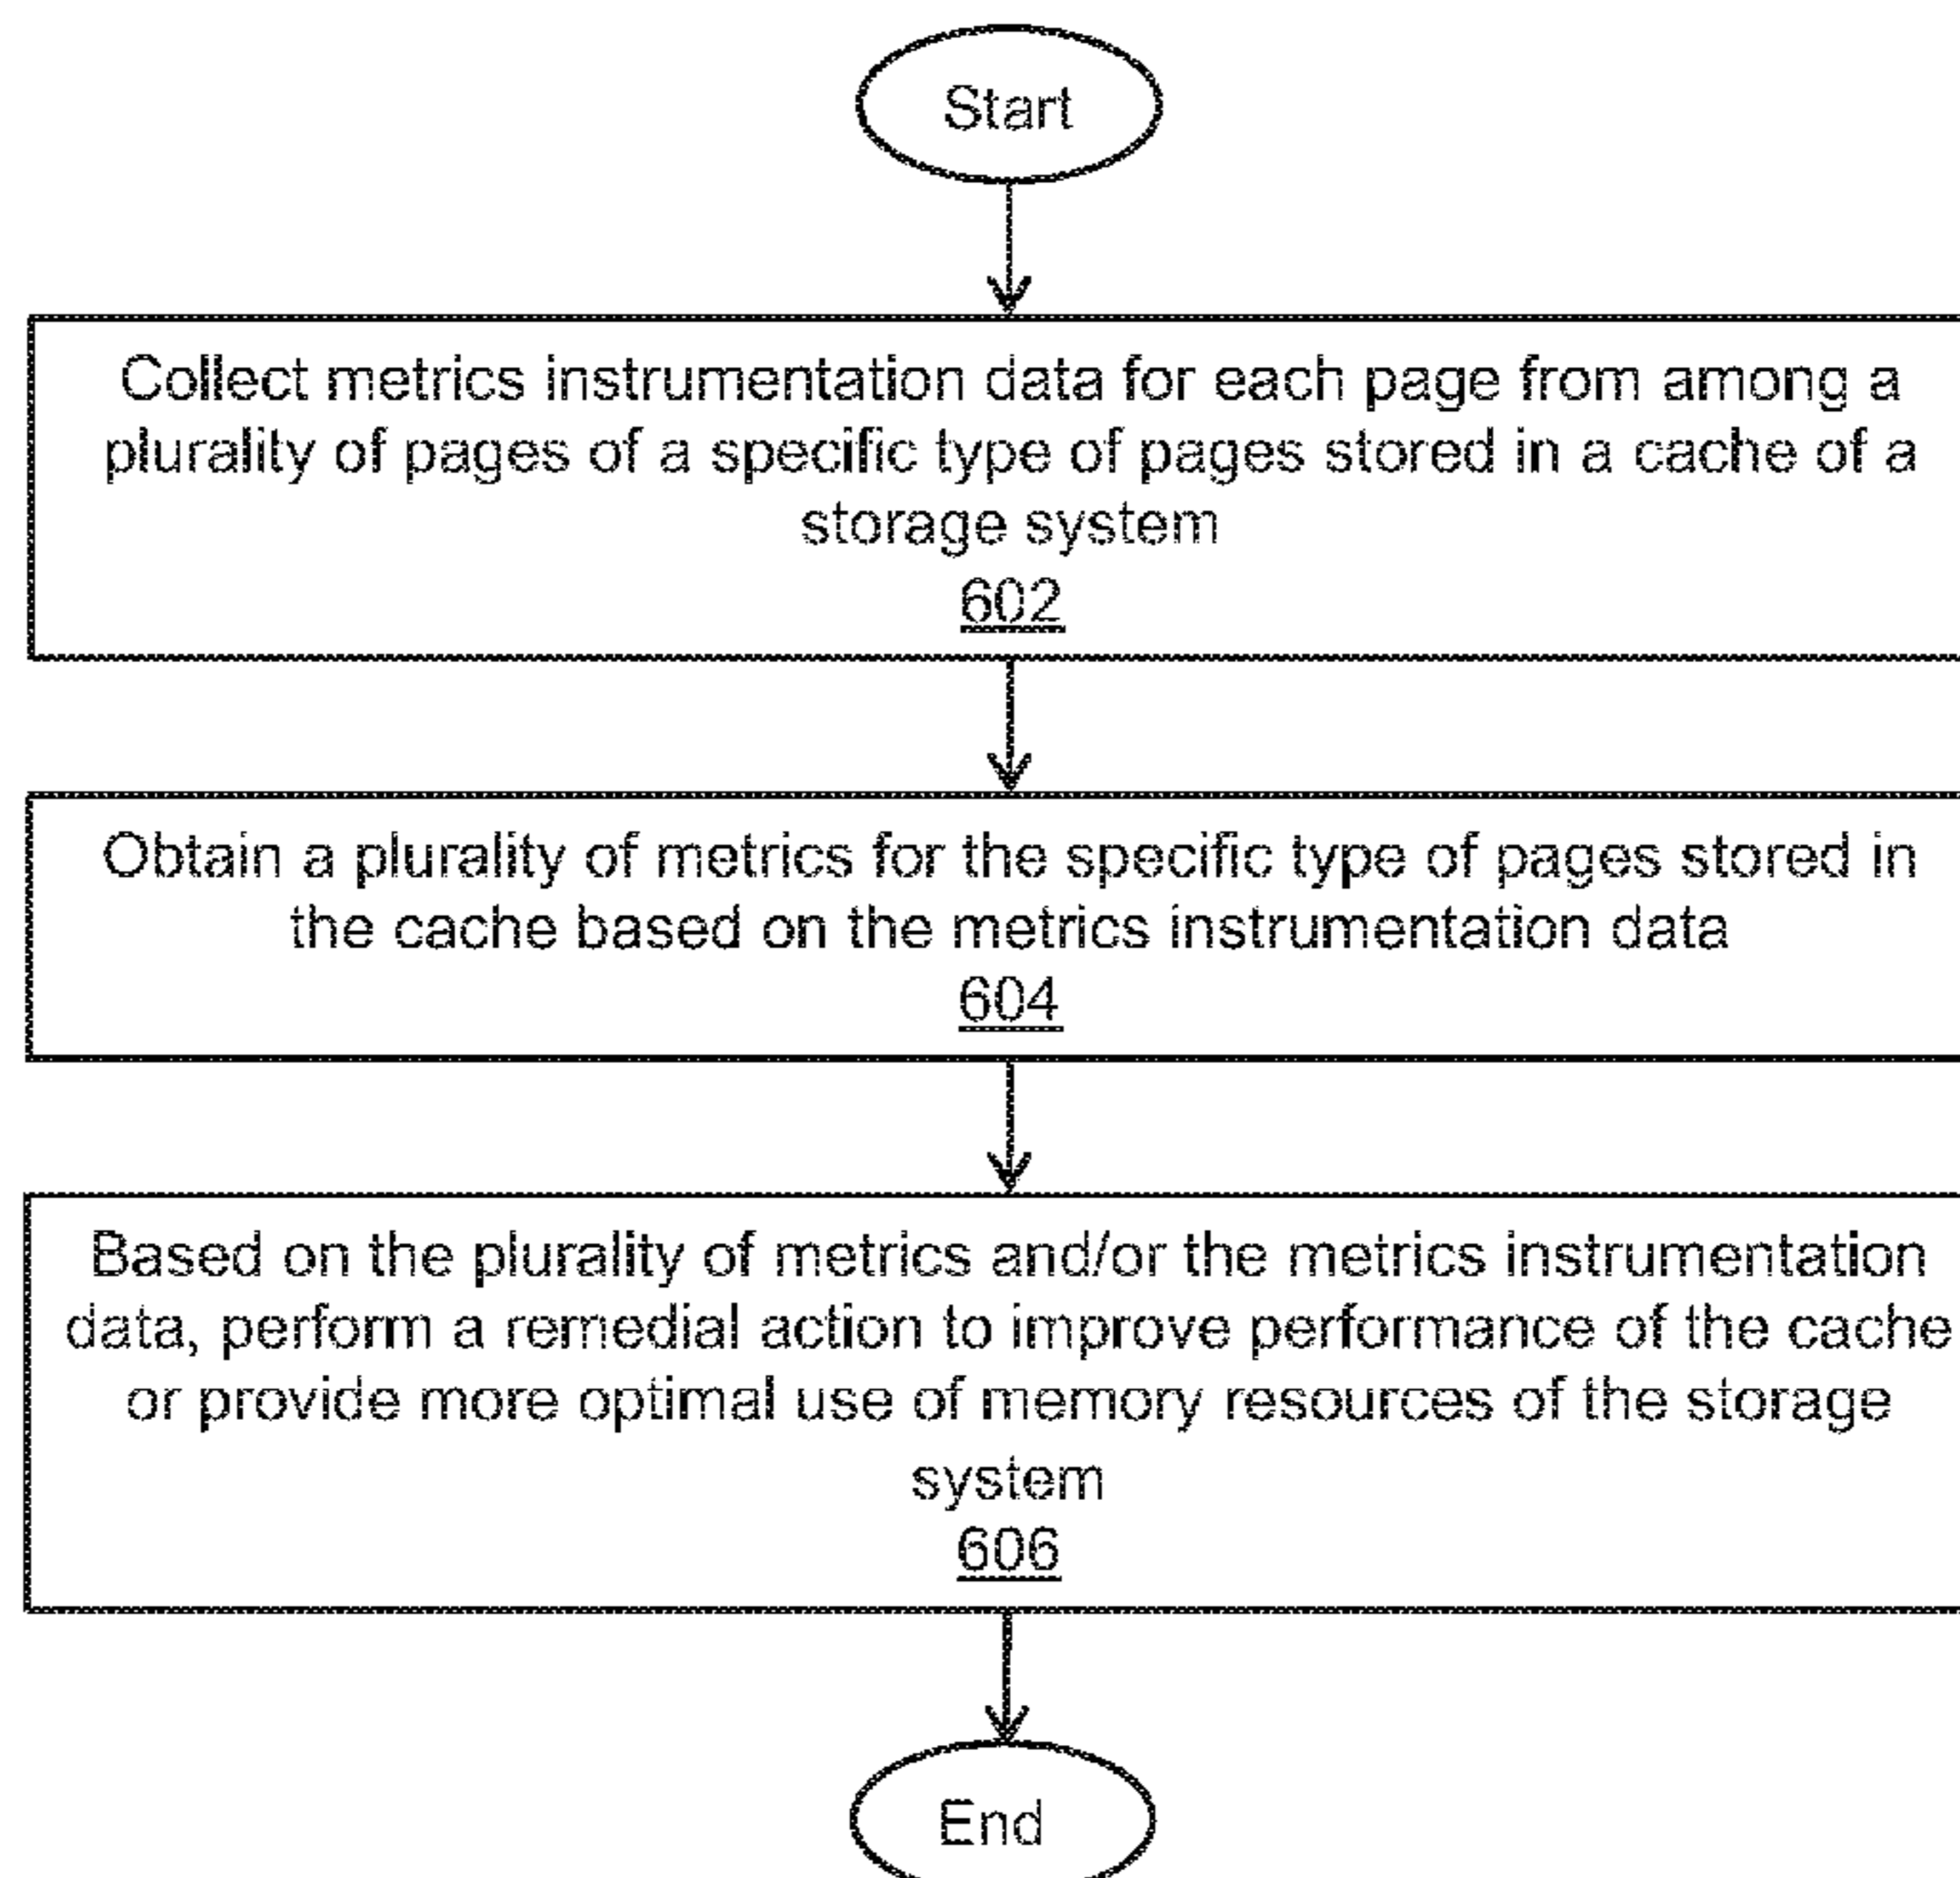 Start
Collect metrics instrumentation data for each page from among a
plurality of pages of a specific type of pages stored in a cache of a
storage system
602
Obtain a plurality of metrics for the specific type of pages stored in
the cache based on the metrics instrumentation data
604
Based on the plurality of metrics and/or the metrics instrumentation
data, perform a remedial action to improve performance of the cache
or provide more optimal use of memory resources of the storage
system
606
End